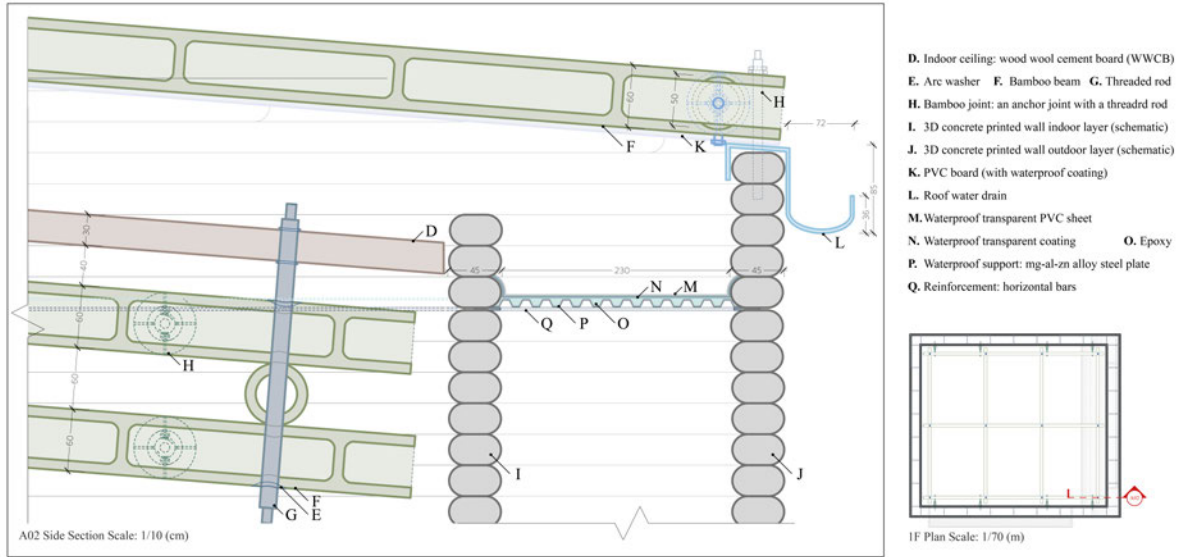 60
50
H
72
F
K
85
36
L
30
D
40
45
230
45
N
M
60
Q
P
O
H
60
60
I
J
F
E
G
A02 Side Section Scale: 1/10 (cm)
D. Indoor ceiling: wood wool cement board (WWCB)
E. Arc washer F. Bamboo beam G. Threaded rod
H. Bamboo joint: an anchor joint with a threadrd rod
I. 3D concrete printed wall indoor layer (schematic)
J. 3D concrete printed wall outdoor layer (schematic)
K. PVC board (with waterproof coating)
L. Roof water drain
M. Waterproof transparent PVC sheet
N. Waterproof transparent coating O. Epoxy
P. Waterproof support: mg-al-zn alloy steel plate
Q. Reinforcement: horizontal bars
1F Plan Scale: 1/70 (m)